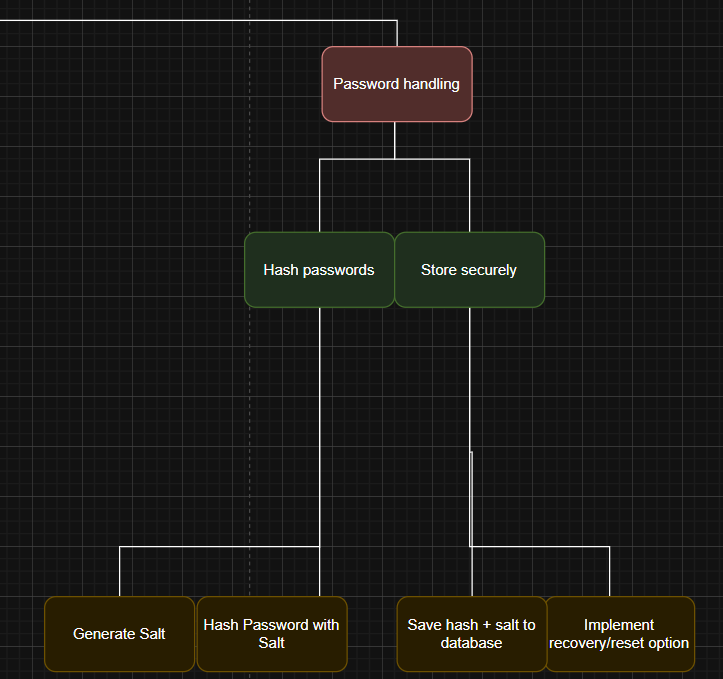 Password handling
Hash passwords
Store securely
Generate Salt
Hash Password with
Salt
Save hash + salt to
database
Implement
recovery/reset option